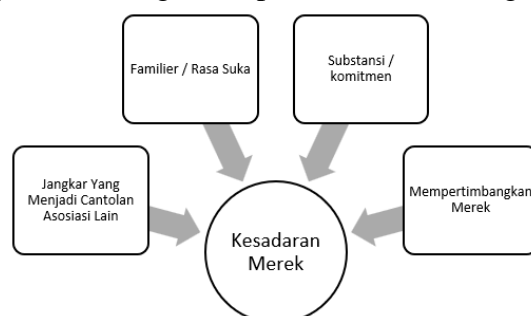 Familier / Rasa Suka
Substansi /
komitmen
Jangkar Yang
Menjadi Cantolan
Asosiasi Lain
Mempertimbangkan
Merek
Kesadaran
Merek